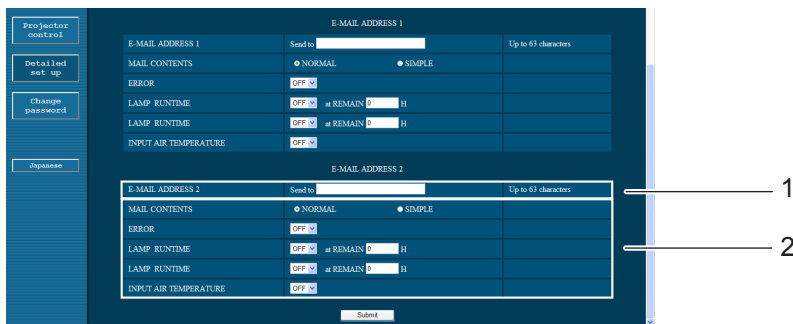 Projector
control
Detailed
set up
Change
password
Japanese
E-MAIL ADDRESS 1
E-MAIL ADDRESS 1 Send to Up to 63 characters
MAIL CONTENTS NORMAL SIMPLE
ERROR OFF
LAMP RUNTIME OFF at REMAIN 0 H
LAMP RUNTIME OFF at REMAIN 0 H
INPUT AIR TEMPERATURE OFF
E-MAIL ADDRESS 2
E-MAIL ADDRESS 2 Send to Up to 63 characters 1
MAIL CONTENTS NORMAL SIMPLE
ERROR OFF
LAMP RUNTIME OFF at REMAIN 0 H 2
LAMP RUNTIME OFF at REMAIN 0 H
INPUT AIR TEMPERATURE OFF
Submit